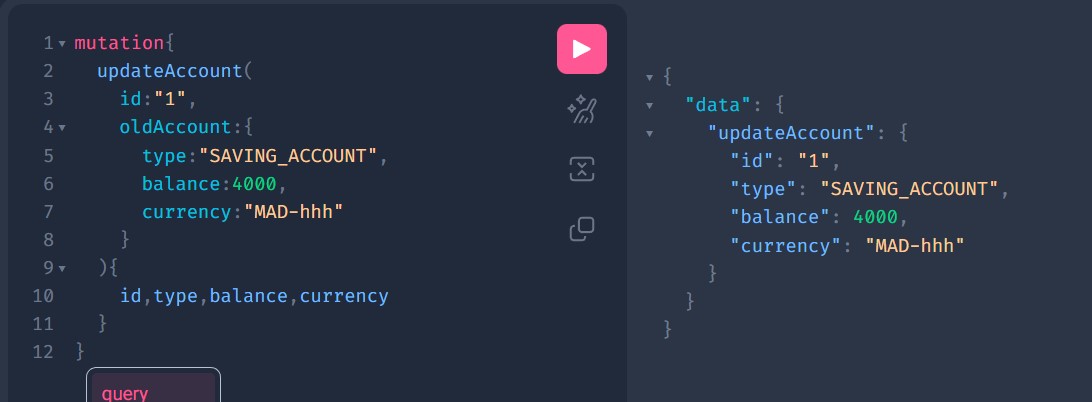 1 mutation{
2 updateAccount(
3 id:"1",
4 oldAccount:{
5 type:"SAVING_ACCOUNT",
6 balance:4000,
7 currency:"MAD-hhh"
8 }
9 ){
10 id,type,balance,currency
11 }
12 }
query
{
"data": {
"updateAccount": {
"id": "1",
"type": "SAVING_ACCOUNT",
"balance": 4000,
"currency": "MAD-hhh"
}
}
}